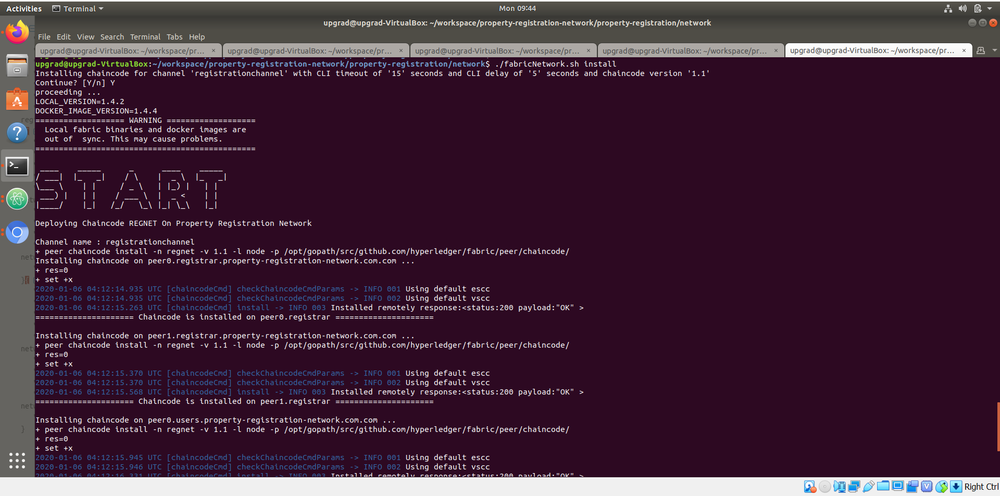 Activities Terminal Mon 09:44
upgrad@upgrad-VirtualBox: ~/workspace/property-registration-network/property-registration/network
File Edit View Search Terminal Tabs Help
upgrad@upgrad-VirtualBox: ~/workspace/pr... × upgrad@upgrad-VirtualBox: ~/workspace/pr... × upgrad@upgrad-VirtualBox: ~/workspace/pr... × upgrad@upgrad-VirtualBox: ~/workspace/pr... × upgrad@upgrad-VirtualBox: ~/workspace/pr... ×
upgrad@upgrad-VirtualBox:~/workspace/property-registration-network/property-registration/network$ ./fabricNetwork.sh install
Installing chaincode for channel 'registrationchannel' with CLI timeout of '15' seconds and CLI delay of '5' seconds and chaincode version '1.1'
Continue? [Y/n] Y
proceeding ...
LOCAL_VERSION=1.4.2
DOCKER_IMAGE_VERSION=1.4.4
=================== WARNING ===================
Local fabric binaries and docker images are
out of  sync. This may cause problems.
===============================================
START
Deploying Chaincode REGNET On Property Registration Network
Channel name : registrationchannel
+ peer chaincode install -n regnet -v 1.1 -l node -p /opt/gopath/src/github.com/hyperledger/fabric/peer/chaincode/
Installing chaincode on peer0.registrar.property-registration-network.com.com ...
+ res=0
+ set +x
2020-01-06 04:12:14.935 UTC [chaincodeCmd] checkChaincodeCmdParams -> INFO 001 Using default escc
2020-01-06 04:12:14.935 UTC [chaincodeCmd] checkChaincodeCmdParams -> INFO 002 Using default vscc
2020-01-06 04:12:15.263 UTC [chaincodeCmd] install -> INFO 003 Installed remotely response:<status:200 payload:"OK" >
===================== Chaincode is installed on peer0.registrar =====================
Installing chaincode on peer1.registrar.property-registration-network.com.com ...
+ peer chaincode install -n regnet -v 1.1 -l node -p /opt/gopath/src/github.com/hyperledger/fabric/peer/chaincode/
+ res=0
+ set +x
2020-01-06 04:12:15.370 UTC [chaincodeCmd] checkChaincodeCmdParams -> INFO 001 Using default escc
2020-01-06 04:12:15.370 UTC [chaincodeCmd] checkChaincodeCmdParams -> INFO 002 Using default vscc
2020-01-06 04:12:15.568 UTC [chaincodeCmd] install -> INFO 003 Installed remotely response:<status:200 payload:"OK" >
===================== Chaincode is installed on peer1.registrar =====================
Installing chaincode on peer0.users.property-registration-network.com.com ...
+ peer chaincode install -n regnet -v 1.1 -l node -p /opt/gopath/src/github.com/hyperledger/fabric/peer/chaincode/
+ res=0
+ set +x
2020-01-06 04:12:15.945 UTC [chaincodeCmd] checkChaincodeCmdParams -> INFO 001 Using default escc
2020-01-06 04:12:15.946 UTC [chaincodeCmd] checkChaincodeCmdParams -> INFO 002 Using default vscc
2020-01-06 04:12:16.331 UTC [chaincodeCmd] install -> INFO 003 Installed remotely response:<status:200 payload:"OK" >
Right Ctrl